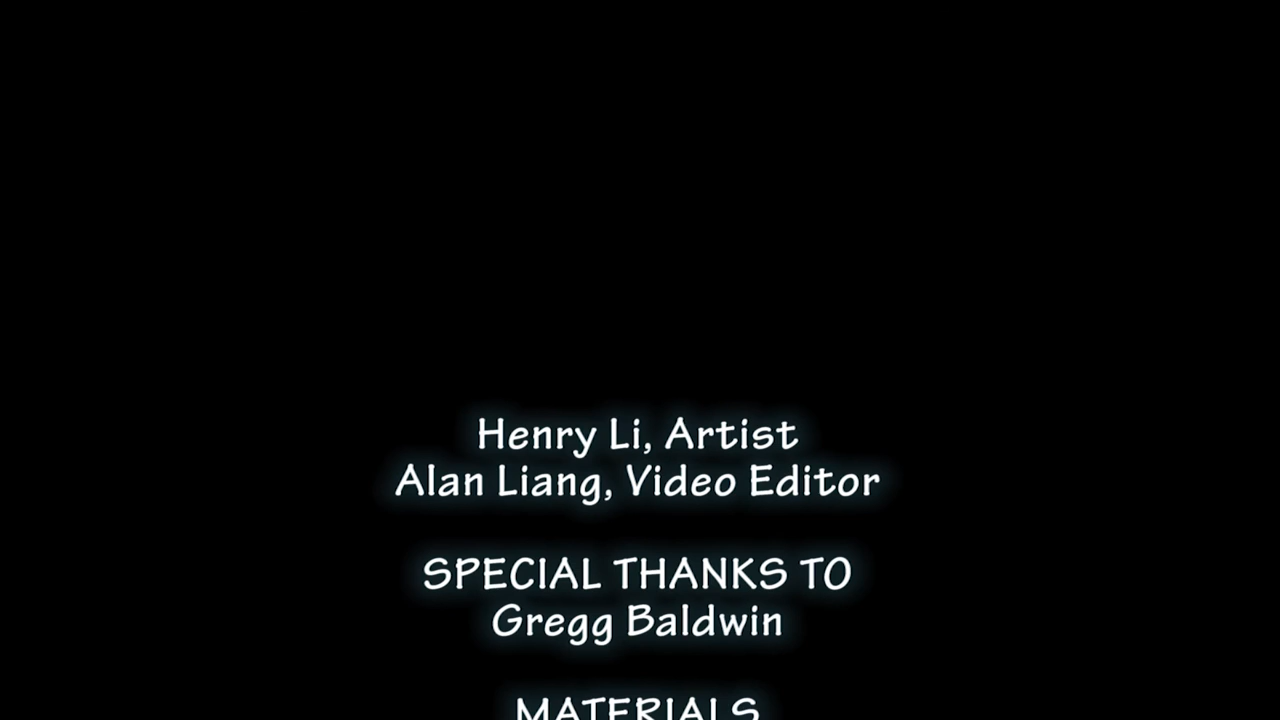 Henry Li, Artist
Alan Liang, Video Editor
SPECIAL THANKS TO
Gregg Baldwin
MATERIALS